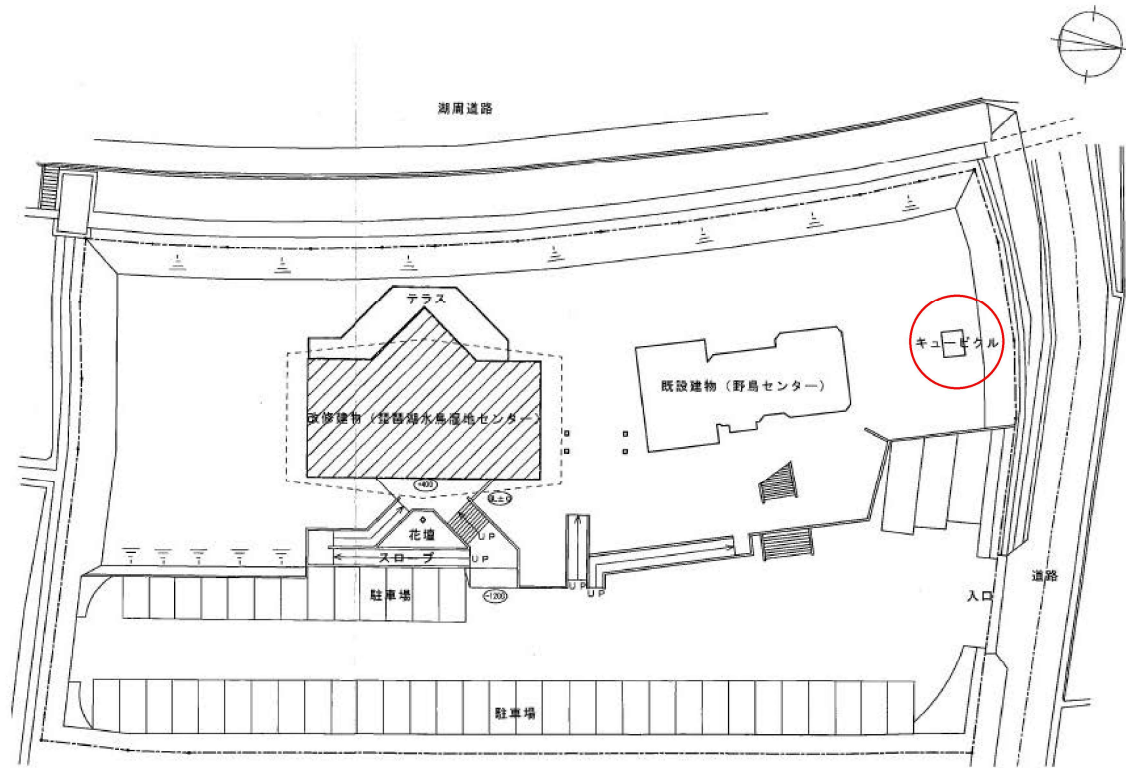 湖周道路
テラス
キュービクル
既設建物（野鳥センター）
改修建物（琵琶湖水鳥湿地センター）
+400
GL±0
花壇
UP
スロープ
UP
UP
UP
道路
駐車場
-1200
入口
駐車場